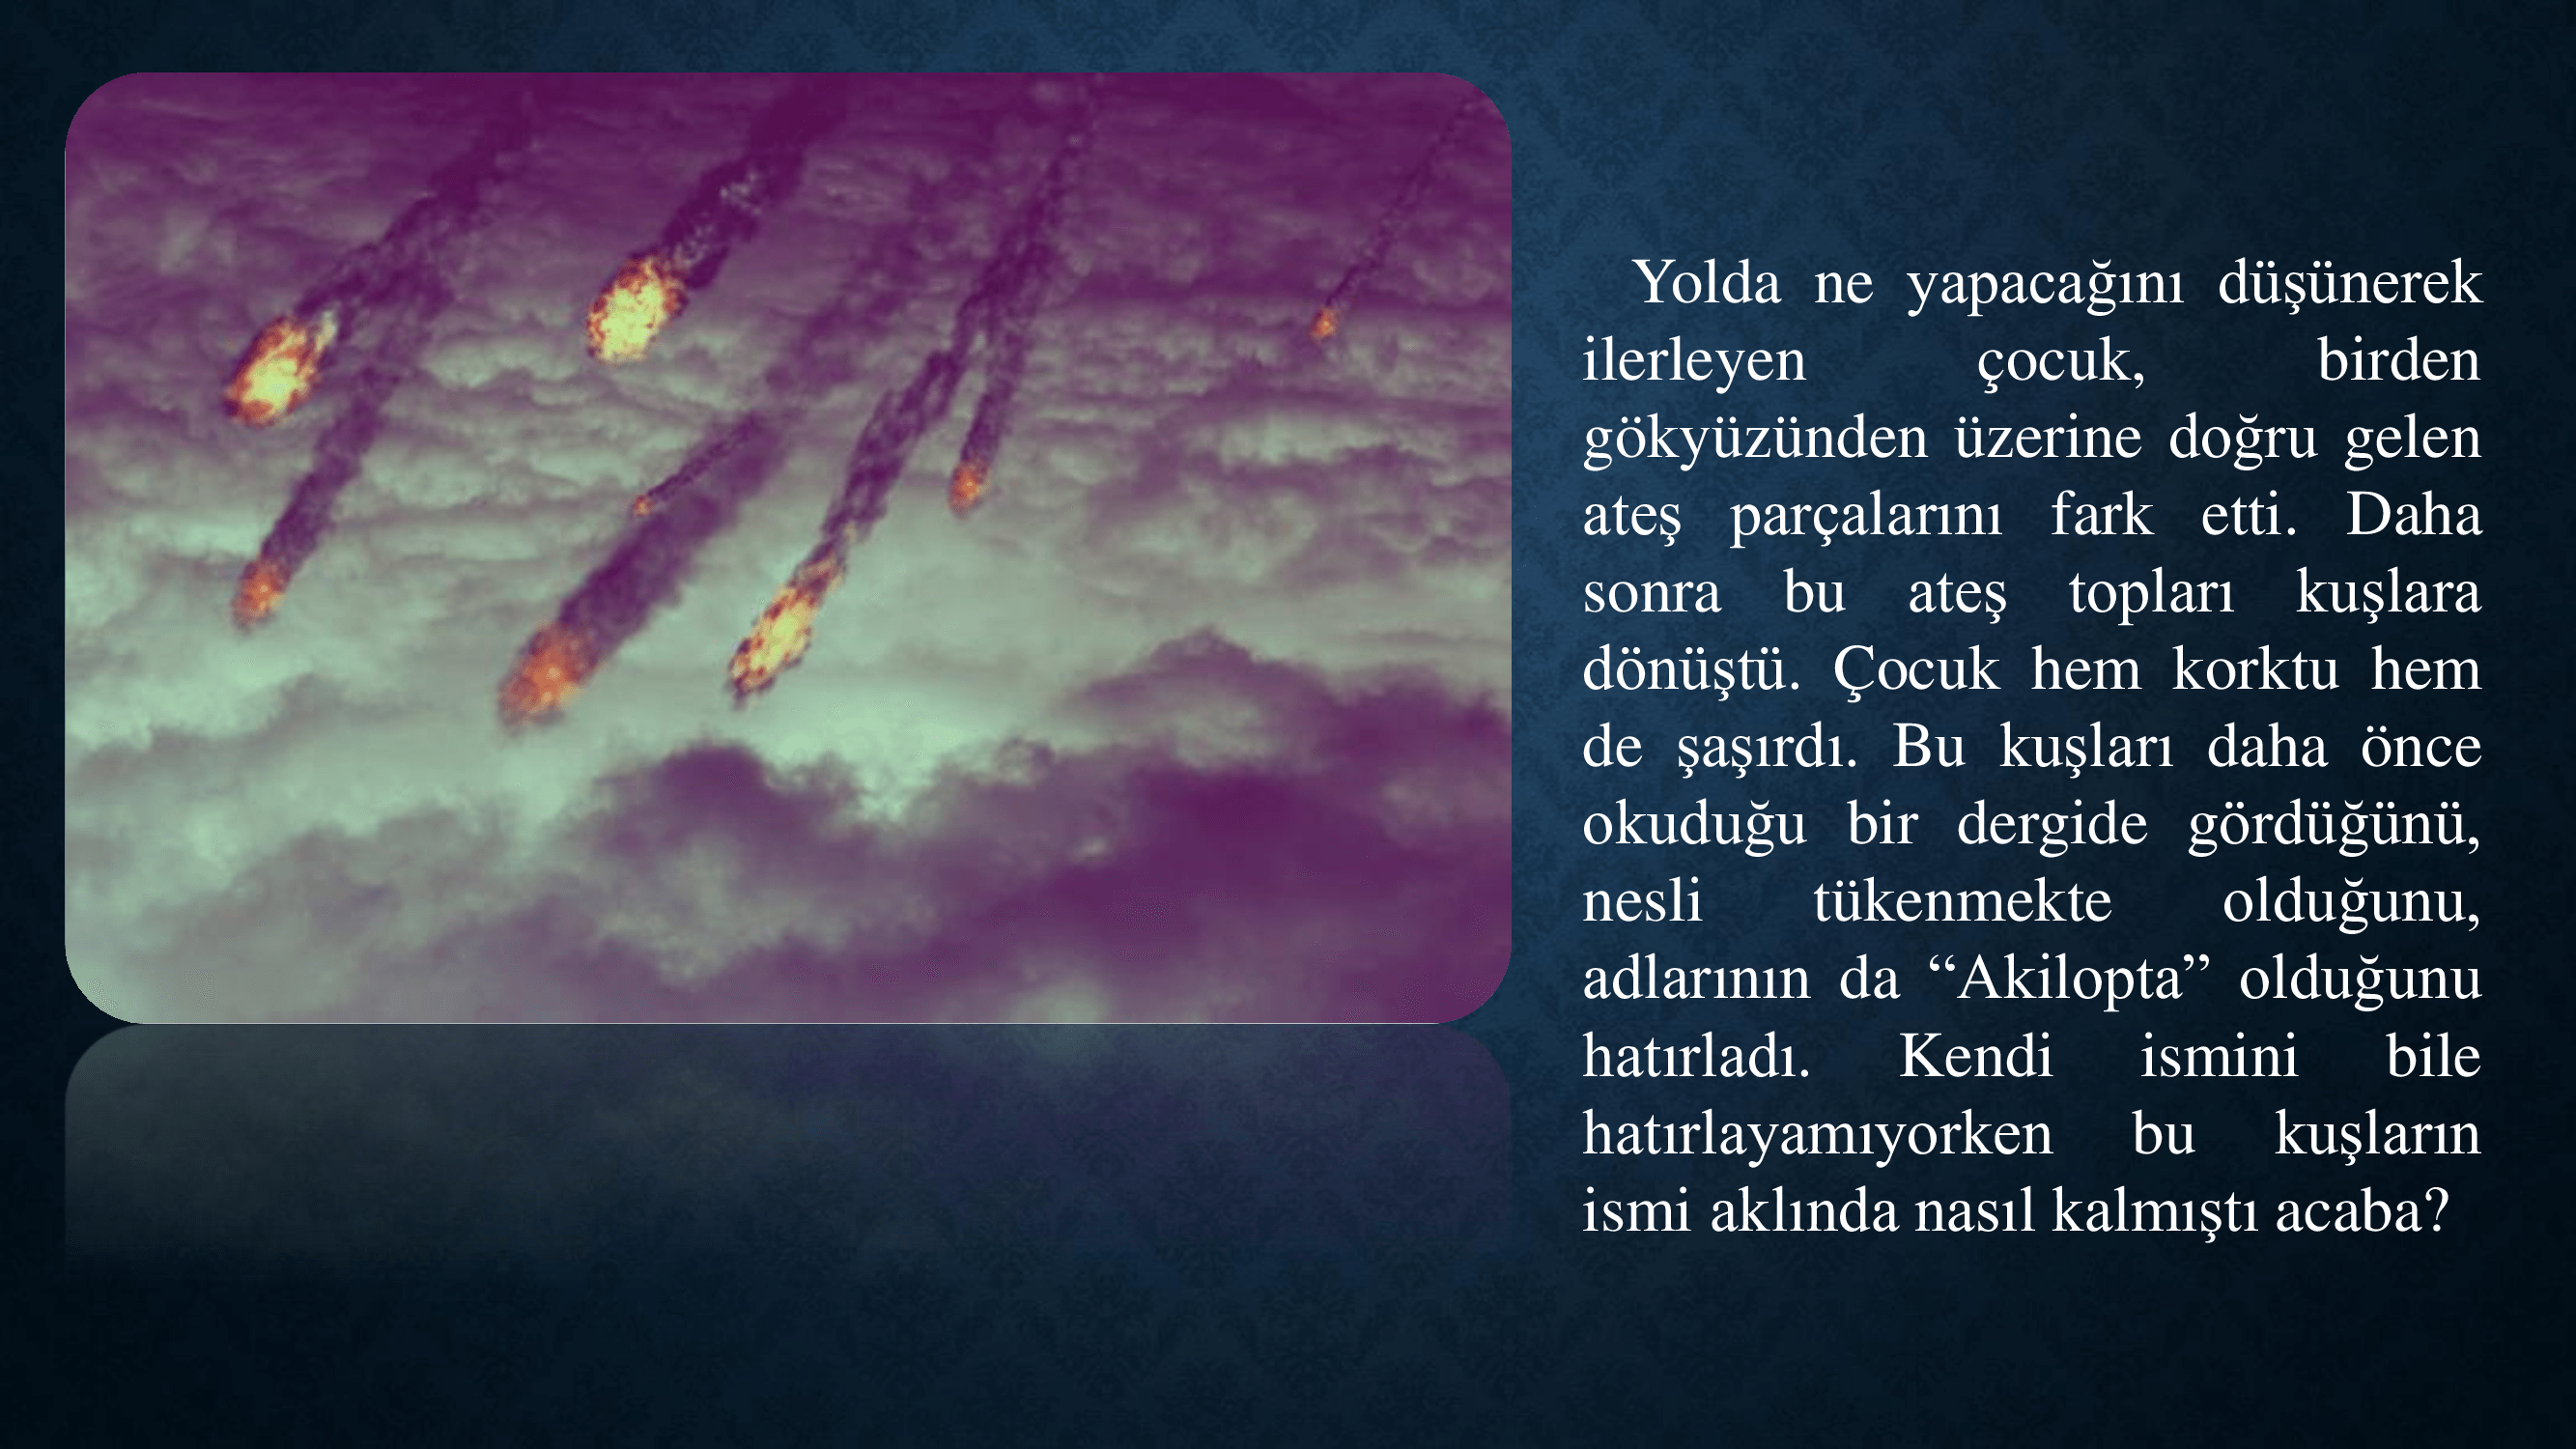 Yolda ne yapacağını düşünerek
ilerleyen çocuk, birden
gökyüzünden üzerine doğru gelen
ateş parçalarını fark etti. Daha
sonra bu ateş topları kuşlara
dönüştü. Çocuk hem korktu hem
de şaşırdı. Bu kuşları daha önce
okuduğu bir dergide gördüğünü,
nesli tükenmekte olduğunu,
adlarının da “Akilopta” olduğunu
hatırladı. Kendi ismini bile
hatırlayamıyorken bu kuşların
ismi aklında nasıl kalmıştı acaba?